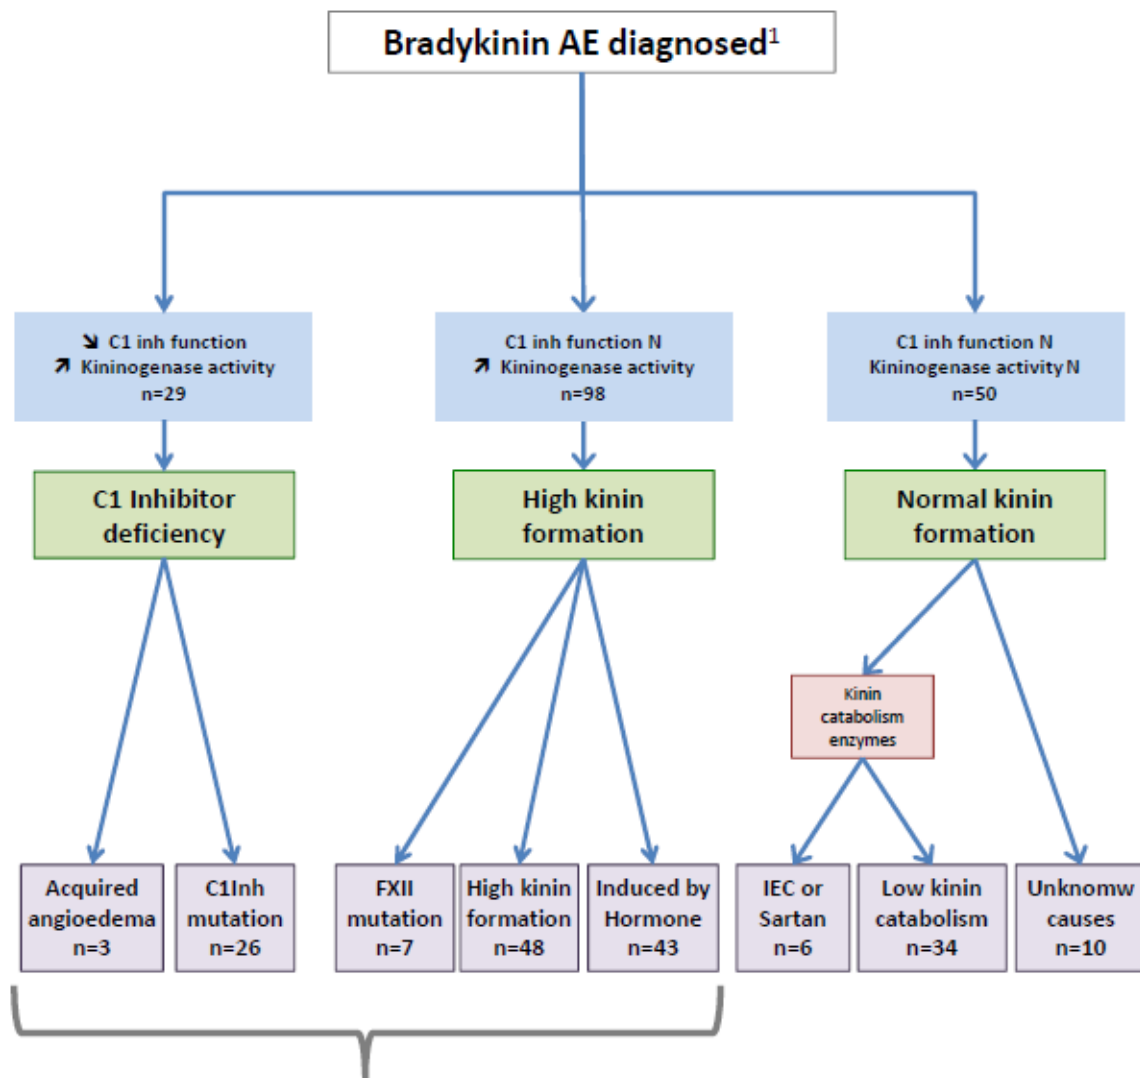 Bradykinin AE diagnosed¹
↘ C1 inh function
↗ Kininogenase activity
n=29
C1 inh function N
↗ Kininogenase activity
n=98
C1 inh function N
Kininogenase activity N
n=50
C1 Inhibitor
deficiency
High kinin
formation
Normal kinin
formation
Kinin
catabolism
enzymes
Acquired
angioedema
n=3
C1Inh
mutation
n=26
FXII
mutation
n=7
High kinin
formation
n=48
Induced by
Hormone
n=43
IEC or
Sartan
n=6
Low kinin
catabolism
n=34
Unknomw
causes
n=10